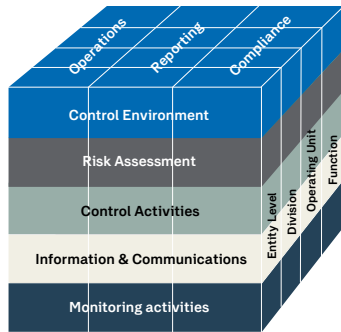 Operations
Reporting
Compliance
Control Environment
Risk Assessment
Control Activities
Information & Communications
Monitoring activities
Entity Level
Division
Operating Unit
Function